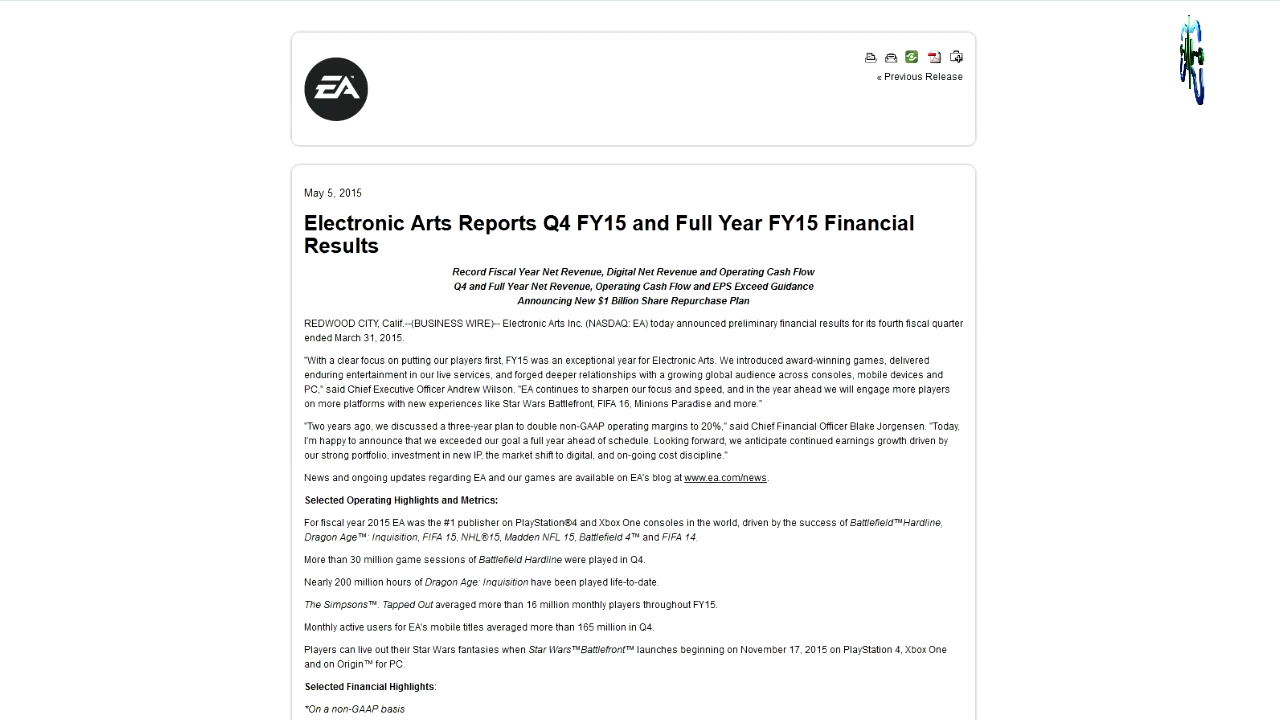 EA™
« Previous Release
May 5, 2015
Electronic Arts Reports Q4 FY15 and Full Year FY15 Financial
Results
Record Fiscal Year Net Revenue, Digital Net Revenue and Operating Cash Flow
Q4 and Full Year Net Revenue, Operating Cash Flow and EPS Exceed Guidance
Announcing New $1 Billion Share Repurchase Plan
REDWOOD CITY, Calif.--(BUSINESS WIRE)-- Electronic Arts Inc. (NASDAQ: EA) today announced preliminary financial results for its fourth fiscal quarter
ended March 31, 2015.
"With a clear focus on putting our players first, FY15 was an exceptional year for Electronic Arts. We introduced award-winning games, delivered
enduring entertainment in our live services, and forged deeper relationships with a growing global audience across consoles, mobile devices and
PC," said Chief Executive Officer Andrew Wilson. "EA continues to sharpen our focus and speed, and in the year ahead we will engage more players
on more platforms with new experiences like Star Wars Battlefront, FIFA 16, Minions Paradise and more."
"Two years ago, we discussed a three-year plan to double non-GAAP operating margins to 20%," said Chief Financial Officer Blake Jorgensen. "Today,
I'm happy to announce that we exceeded our goal a full year ahead of schedule. Looking forward, we anticipate continued earnings growth driven by
our strong portfolio, investment in new IP, the market shift to digital, and on-going cost discipline."
News and ongoing updates regarding EA and our games are available on EA's blog at www.ea.com/news.
Selected Operating Highlights and Metrics:
For fiscal year 2015 EA was the #1 publisher on PlayStation®4 and Xbox One consoles in the world, driven by the success of Battlefield™Hardline,
Dragon Age™: Inquisition, FIFA 15, NHL®15, Madden NFL 15, Battlefield 4™ and FIFA 14.
More than 30 million game sessions of Battlefield Hardline were played in Q4.
Nearly 200 million hours of Dragon Age: Inquisition have been played life-to-date.
The Simpsons™: Tapped Out averaged more than 16 million monthly players throughout FY15.
Monthly active users for EA's mobile titles averaged more than 165 million in Q4.
Players can live out their Star Wars fantasies when Star Wars™Battlefront™ launches beginning on November 17, 2015 on PlayStation 4, Xbox One
and on Origin™ for PC.
Selected Financial Highlights:
*On a non-GAAP basis